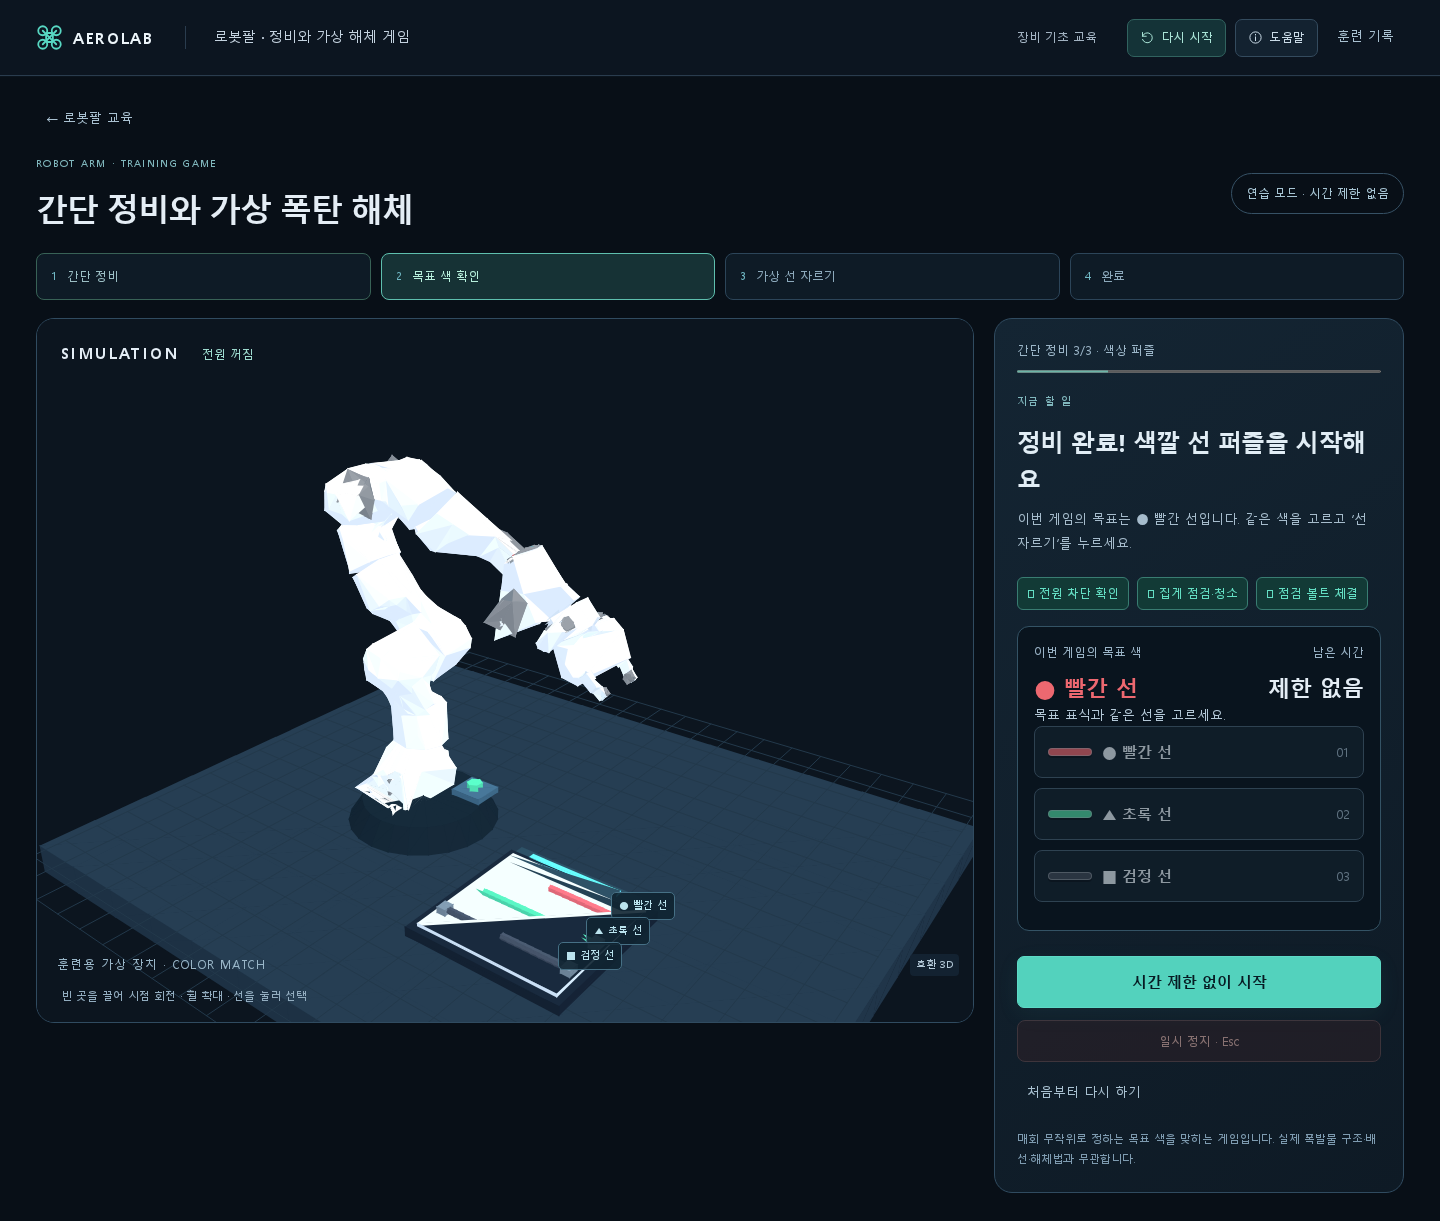 AEROLAB
로봇팔 · 정비와 가상 해체 게임
장비 기초 교육
다시 시작
도움말
훈련 기록
← 로봇팔 교육
ROBOT ARM · TRAINING GAME
간단 정비와 가상 폭탄 해체
연습 모드 · 시간 제한 없음
1 간단 정비
2 목표 색 확인
3 가상 선 자르기
4 완료
SIMULATION 전원 꺼짐
● 빨간 선
▲ 초록 선
■ 검정 선
훈련용 가상 장치 · COLOR MATCH
호환 3D
빈 곳을 끌어 시점 회전 · 휠 확대 · 선을 눌러 선택
간단 정비 3/3 · 색상 퍼즐
지금 할 일
정비 완료! 색깔 선 퍼즐을 시작해
요
이번 게임의 목표는 ● 빨간 선입니다. 같은 색을 고르고 ‘선
자르기’를 누르세요.
전원 차단 확인
집게 점검·청소
점검 볼트 체결
이번 게임의 목표 색
남은 시간
● 빨간 선
제한 없음
목표 표식과 같은 선을 고르세요.
● 빨간 선 01
▲ 초록 선 02
■ 검정 선 03
시간 제한 없이 시작
일시 정지 · Esc
처음부터 다시 하기
매회 무작위로 정하는 목표 색을 맞히는 게임입니다. 실제 폭발물 구조·배
선·해체법과 무관합니다.